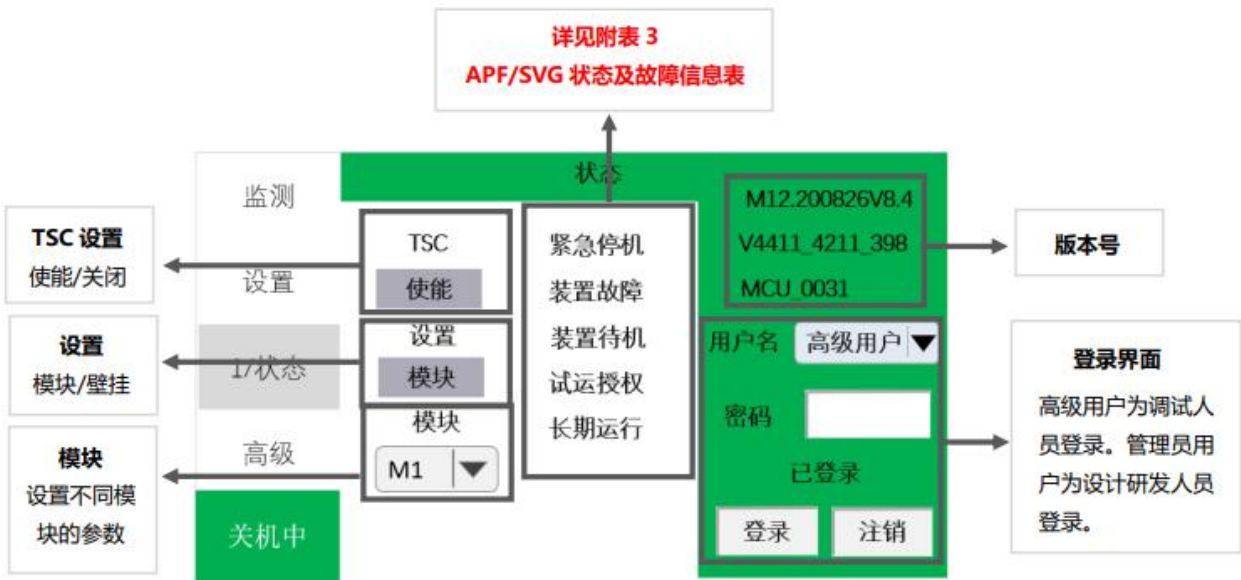 详见附表 3
APF/SVG 状态及故障信息表
状态
监测
设置
1/状态
高级
关机中
TSC 设置
使能/关闭
设置
模块/壁挂
模块
设置不同模
块的参数
TSC
使能
设置
模块
模块
M1
紧急停机
装置故障
装置待机
试运授权
长期运行
M12.200826V8.4
V4411_4211_398
MCU_0031
用户名 高级用户
密码
已登录
登录 注销
版本号
登录界面
高级用户为调试人
员登录。管理员用
户为设计研发人员
登录。